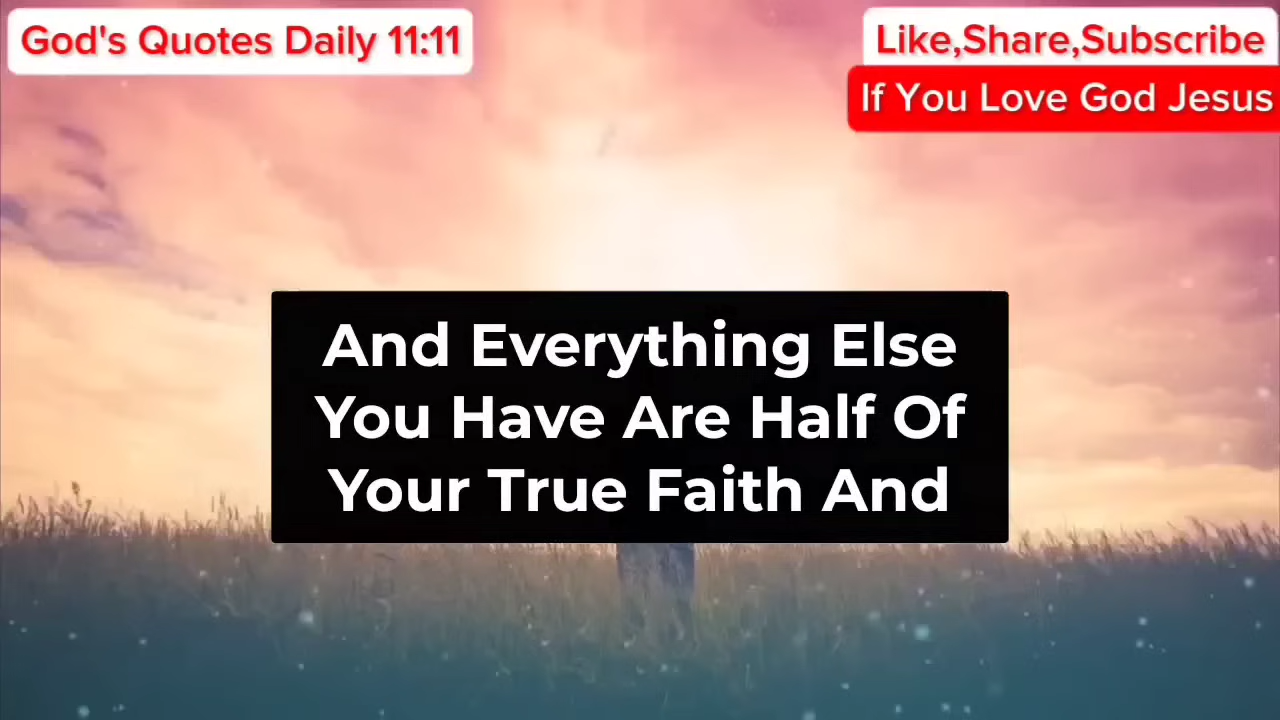 God's Quotes Daily 11:11
Like,Share,Subscribe
If You Love God Jesus
And Everything Else
You Have Are Half Of
Your True Faith And